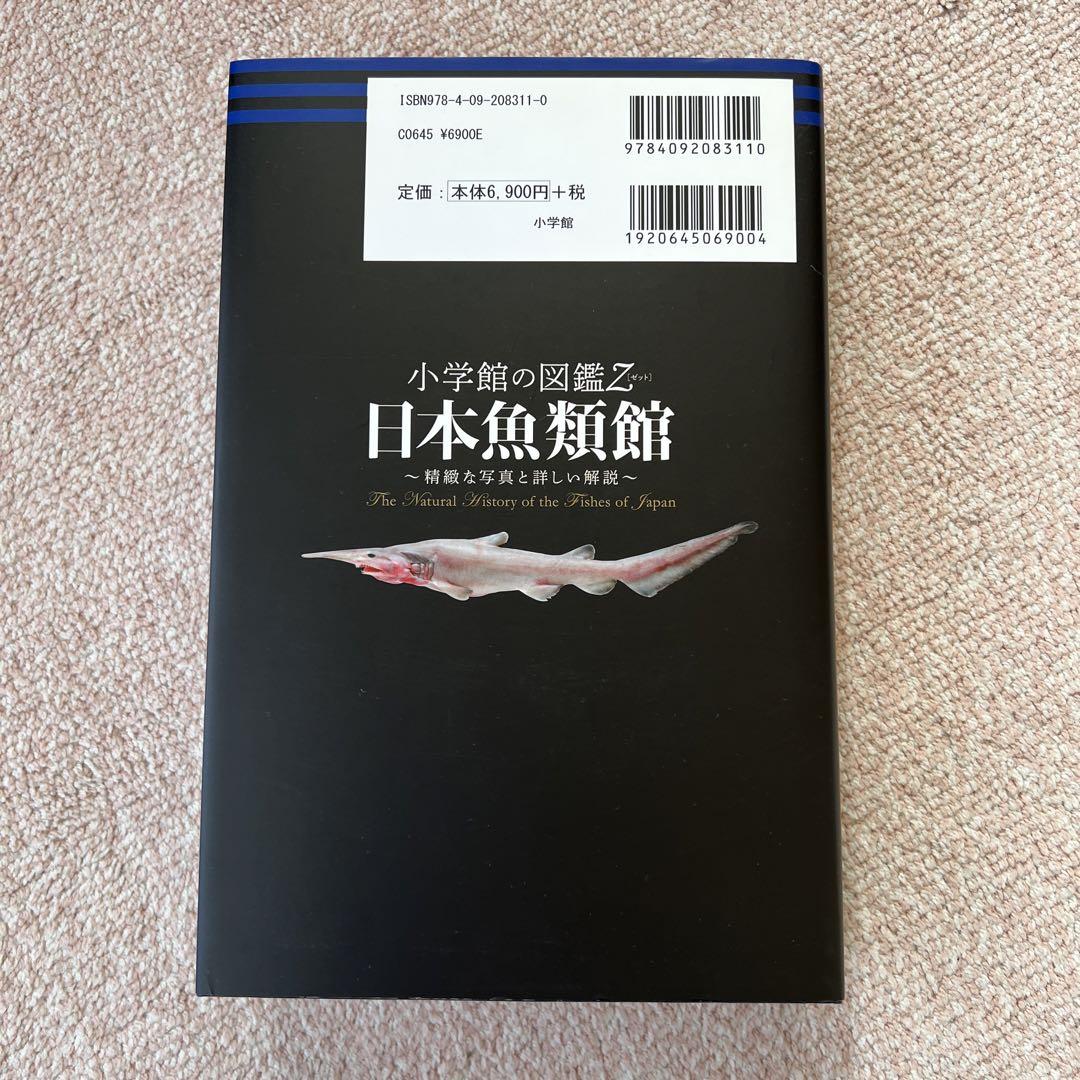 ISBN978-4-09-208311-0
C0645 ¥6900E
9784092083110
定価：本体6,900円＋税
小学館
1920645069004
小学館の図鑑Z［ゼット］
日本魚類館
～精緻な写真と詳しい解説～
The Natural History of the Fishes of Japan